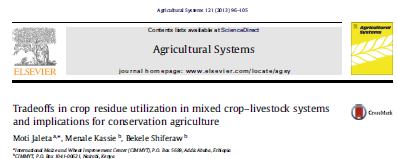 Agricultural Systems 121 (2013) 96–105
Contents lists available at ScienceDirect
Agricultural Systems
journal homepage: www.elsevier.com/locate/agsy
ELSEVIER
Agricultural
Systems
Tradeoffs in crop residue utilization in mixed crop–livestock systems
and implications for conservation agriculture
CrossMark
Moti Jaleta a,*, Menale Kassie b, Bekele Shiferaw b
a International Maize and Wheat Improvement Center (CIMMYT), P.O. Box 5689, Addis Ababa, Ethiopia
b CIMMYT, P.O. Box 1041-00621, Nairobi, Kenya